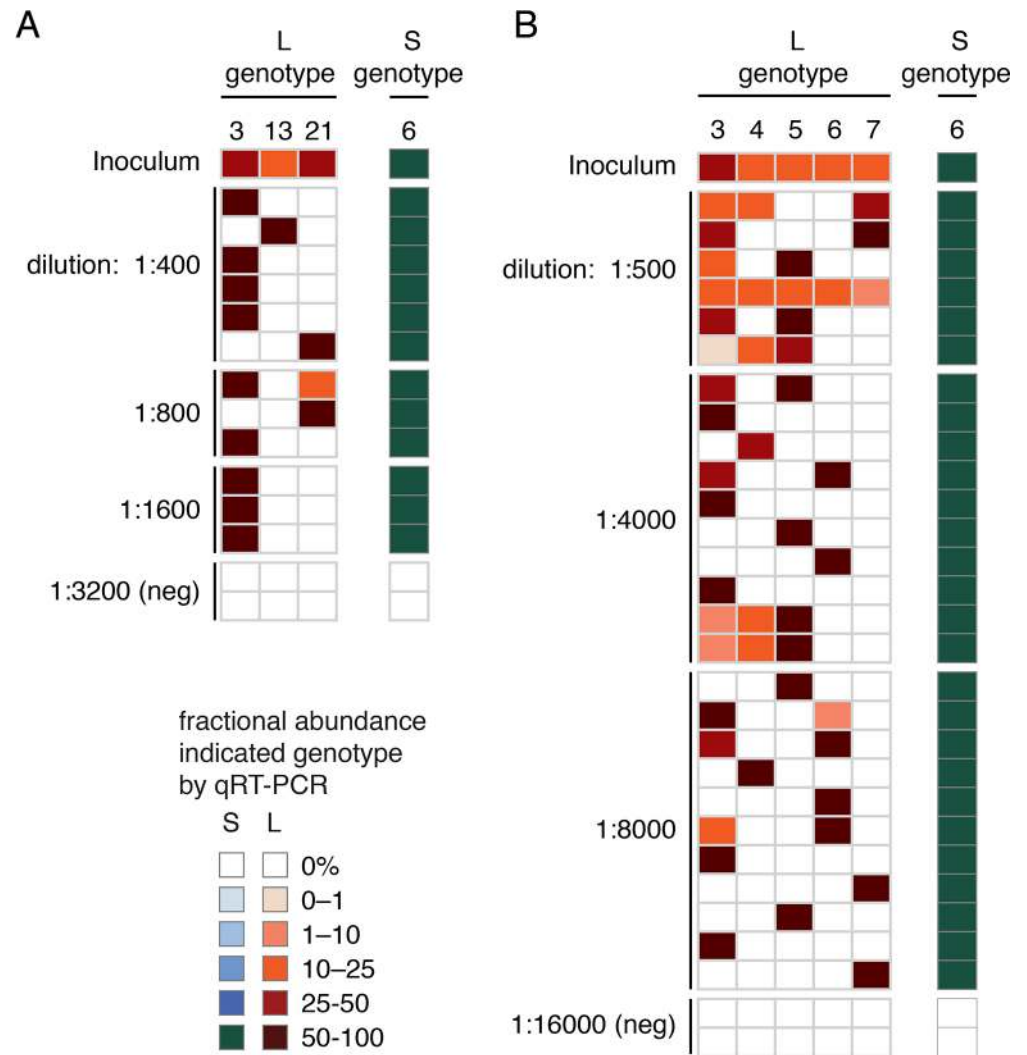 A
L
genotype
S
genotype
3 13 21
6
Inoculum
dilution: 1:400
1:800
1:1600
1:3200 (neg)
fractional abundance
indicated genotype
by qRT-PCR
S L
0%
0–1
1–10
10–25
25-50
50-100
B
L
genotype
S
genotype
3 4 5 6 7
6
Inoculum
dilution: 1:500
1:4000
1:8000
1:16000 (neg)